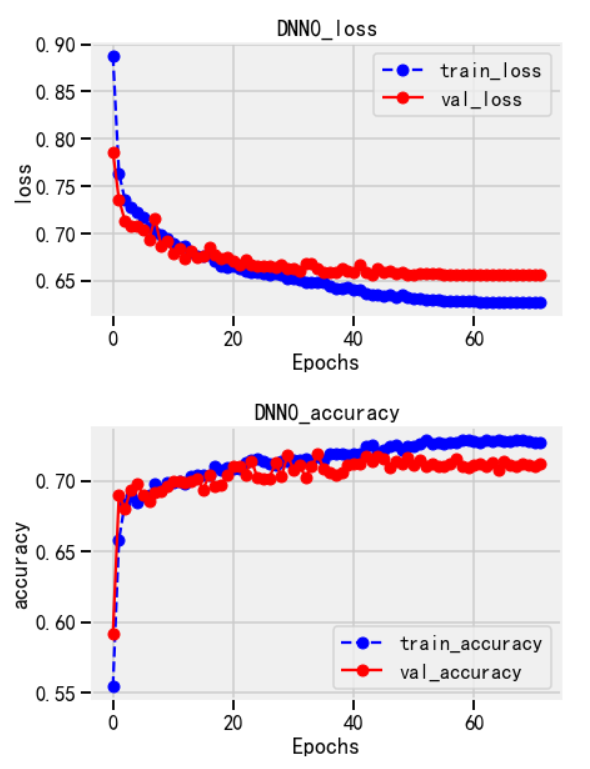 DNN0_loss
0.90
0.85
0.80
0.75
0.70
0.65
loss
train_loss
val_loss
0 20 40 60
Epochs
DNN0_accuracy
0.70
0.65
0.60
0.55
accuracy
train_accuracy
val_accuracy
0 20 40 60
Epochs